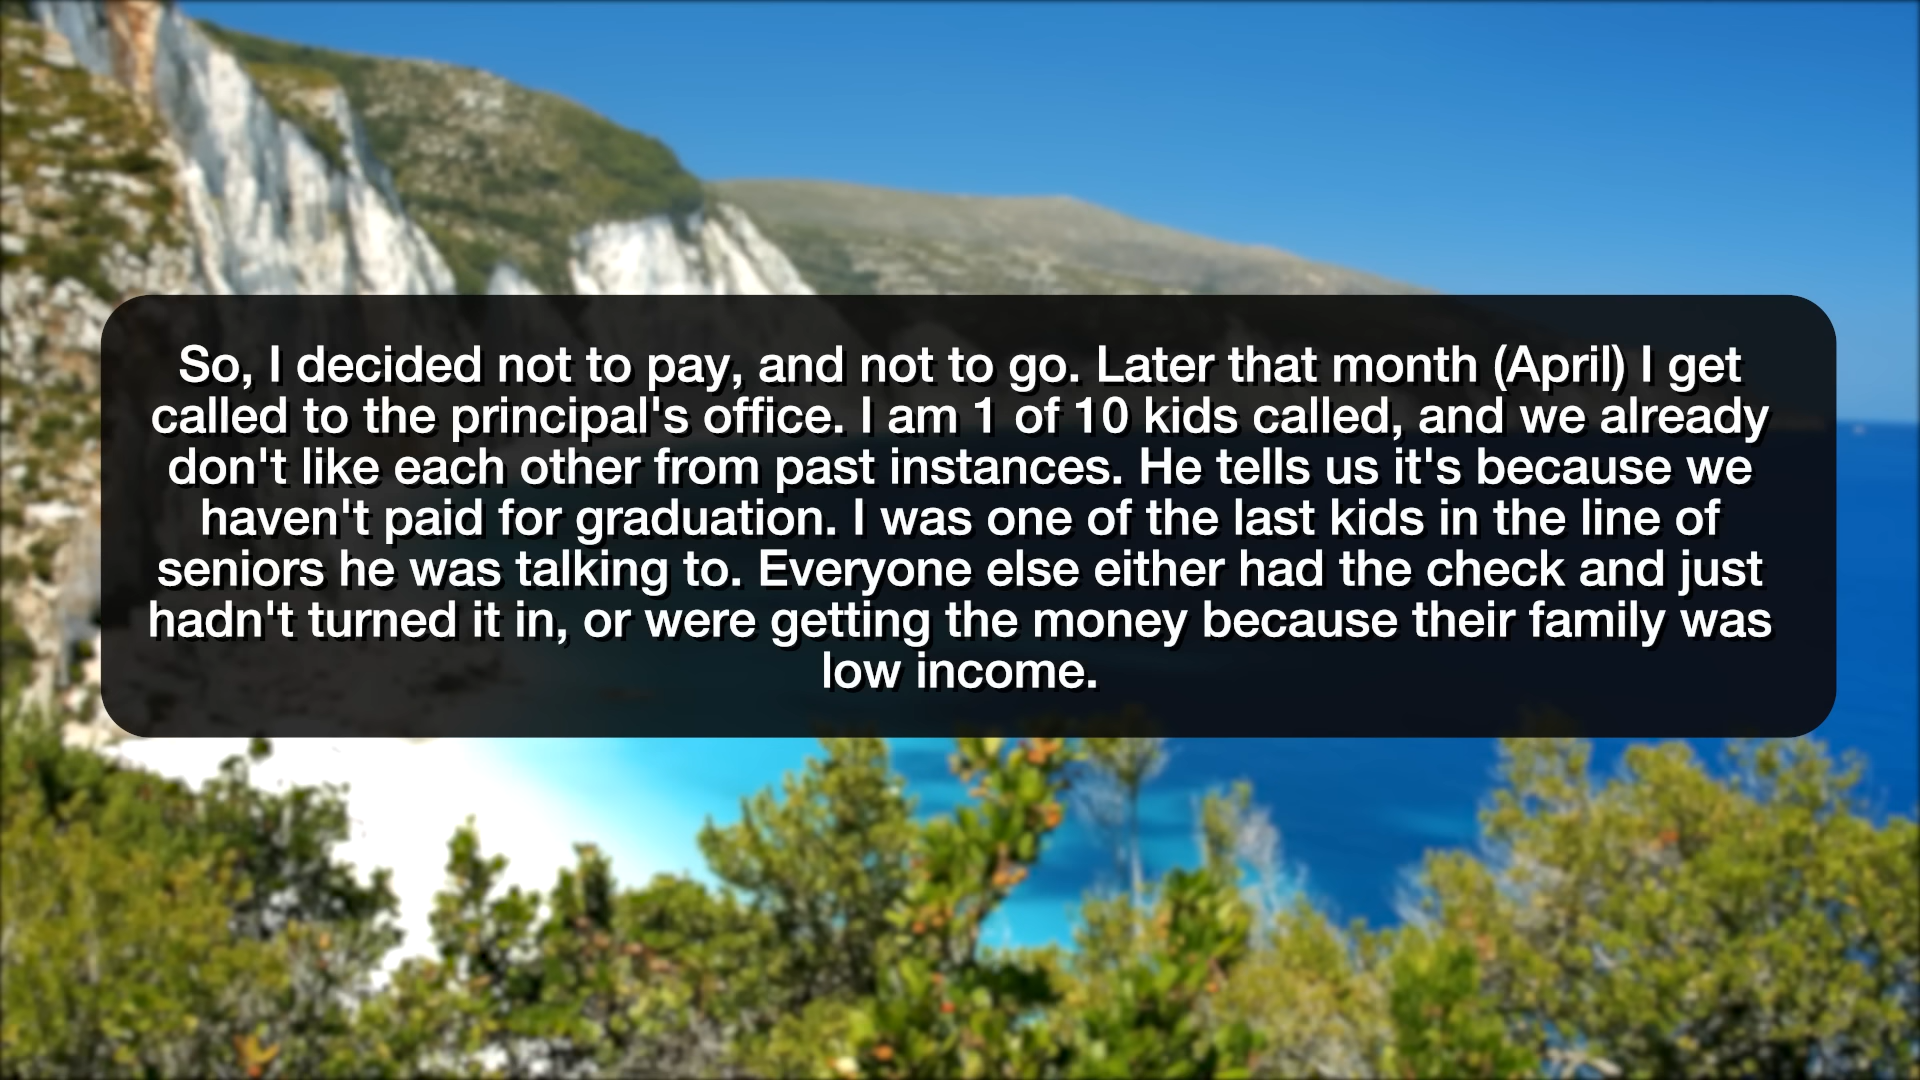 So, I decided not to pay, and not to go. Later that month (April) I get
called to the principal's office. I am 1 of 10 kids called, and we already
don't like each other from past instances. He tells us it's because we
haven't paid for graduation. I was one of the last kids in the line of
seniors he was talking to. Everyone else either had the check and just
hadn't turned it in, or were getting the money because their family was
low income.